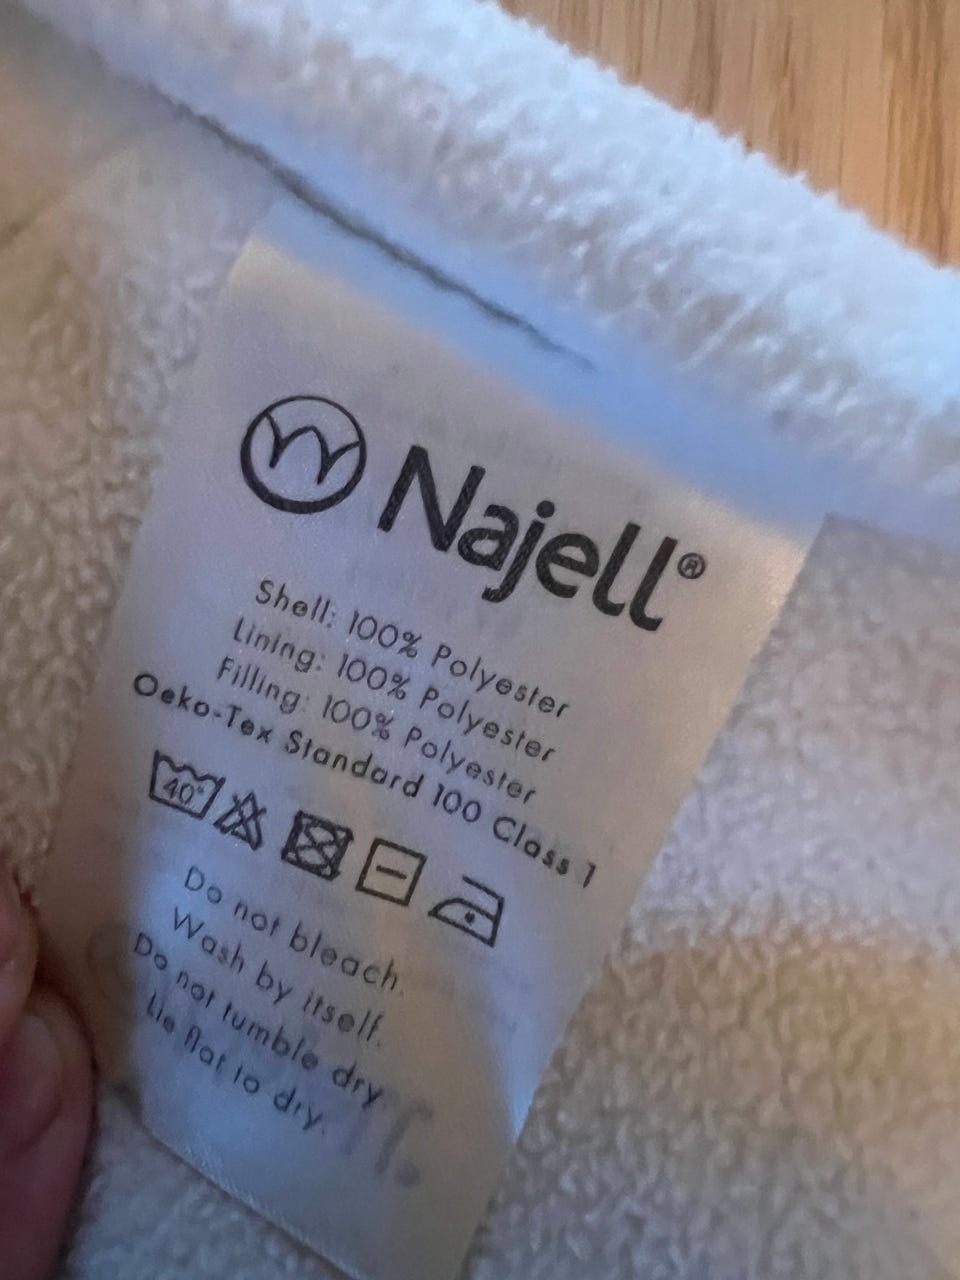 Najell®
Shell: 100% Polyester
Lining: 100% Polyester
Filling: 100% Polyester
Oeko-Tex Standard 100 Class 1
40°
Do not bleach.
Wash by itself.
Do not tumble dry.
Lie flat to dry.